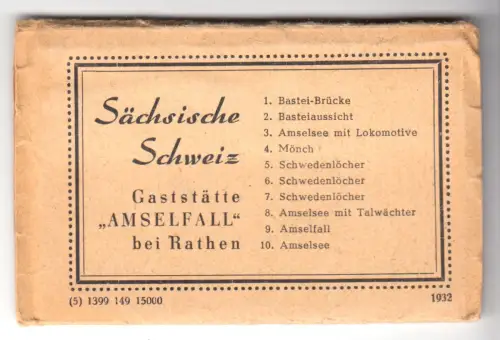 Sächsische
Schweiz
Gaststätte
„AMSELFALL“
bei Rathen
1. Bastei-Brücke
2. Basteiaussicht
3. Amselsee mit Lokomotive
4. Mönch
5. Schwedenlöcher
6. Schwedenlöcher
7. Schwedenlöcher
8. Amselsee mit Talwächter
9. Amselfall
10. Amselsee
(5) 1399 149 15000
1932